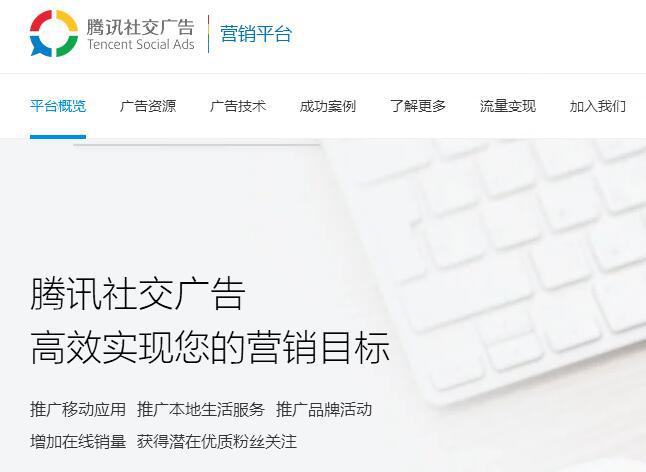 腾讯社交广告
Tencent Social Ads
营销平台
平台概览 广告资源 广告技术 成功案例 了解更多 流量变现 加入我们
腾讯社交广告
高效实现您的营销目标
推广移动应用 推广本地生活服务 推广品牌活动
增加在线销量 获得潜在优质粉丝关注